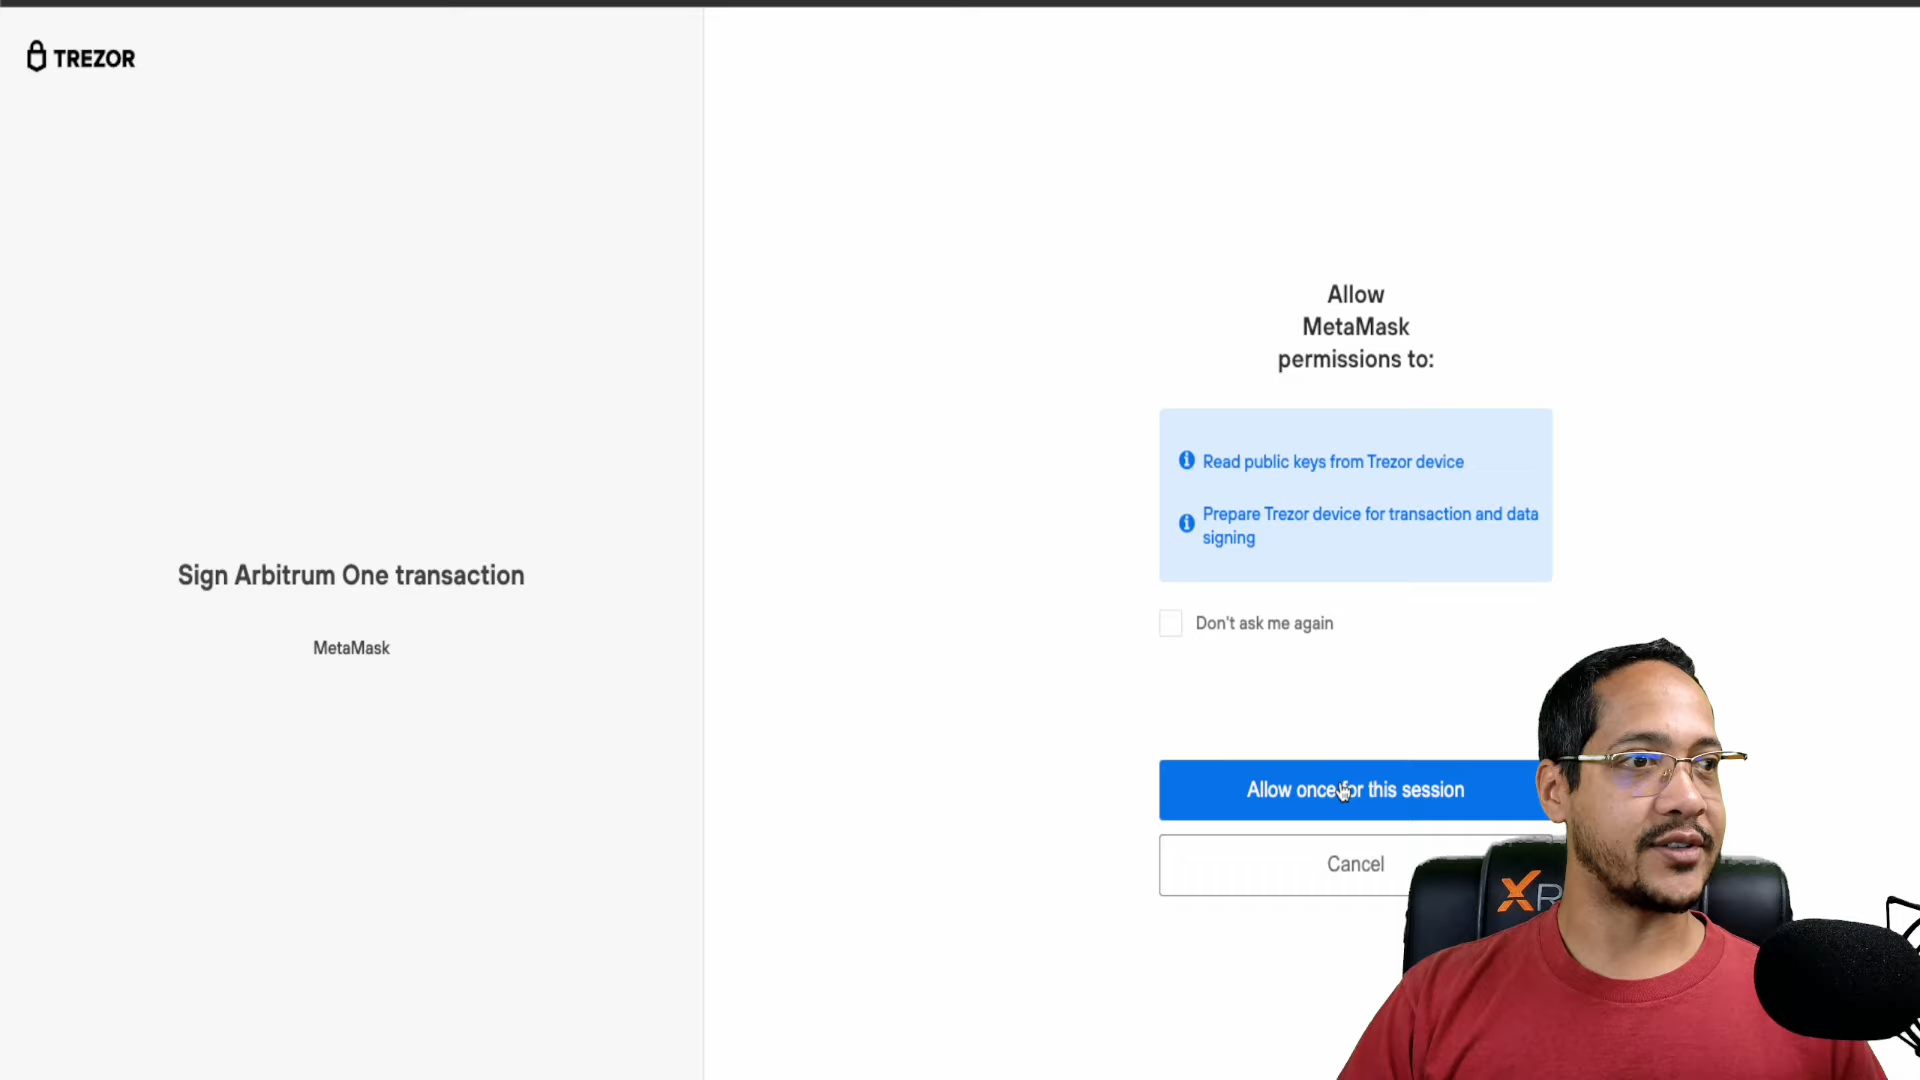 TREZOR
Sign Arbitrum One transaction
MetaMask
Allow
MetaMask
permissions to:
Read public keys from Trezor device
Prepare Trezor device for transaction and data
signing
Don't ask me again
Allow once for this session
Cancel
XR